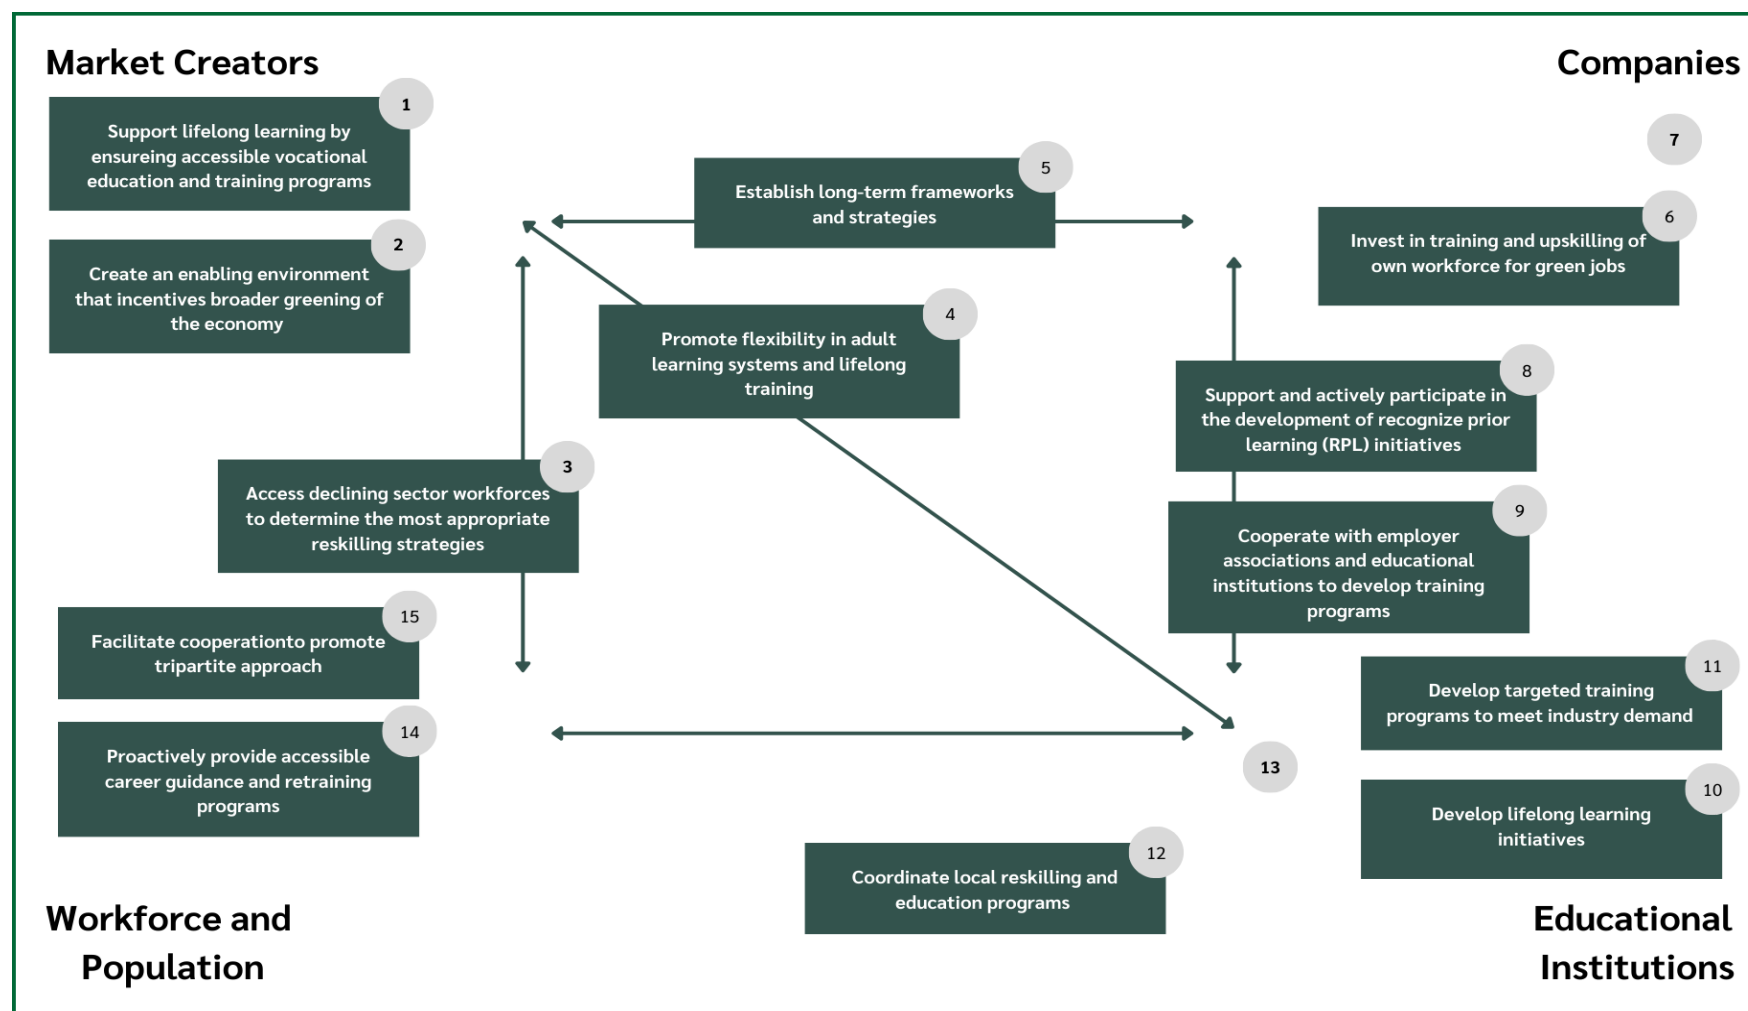 Market Creators
Companies
1
Support lifelong learning by
ensureing accessible vocational
education and training programs
2
Create an enabling environment
that incentives broader greening of
the economy
5
Establish long-term frameworks
and strategies
7
6
Invest in training and upskilling of
own workforce for green jobs
4
Promote flexibility in adult
learning systems and lifelong
training
8
Support and actively participate in
the development of recognize prior
learning (RPL) initiatives
3
Access declining sector workforces
to determine the most appropriate
reskilling strategies
9
Cooperate with employer
associations and educational
institutions to develop training
programs
15
Facilitate cooperationto promote
tripartite approach
11
Develop targeted training
programs to meet industry demand
14
Proactively provide accessible
career guidance and retraining
programs
13
10
Develop lifelong learning
initiatives
12
Coordinate local reskilling and
education programs
Workforce and
Population
Educational
Institutions